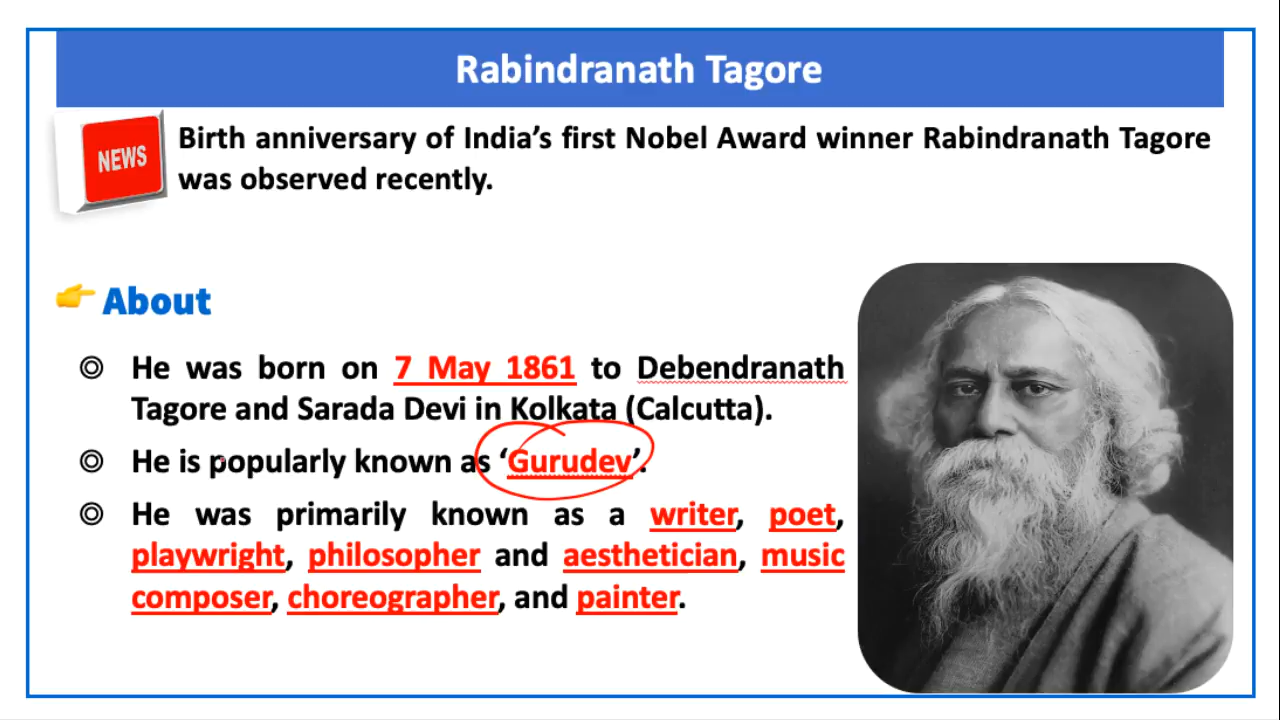 Rabindranath Tagore
NEWS
Birth anniversary of India’s first Nobel Award winner Rabindranath Tagore
was observed recently.
About
He was born on 7 May 1861 to Debendranath
Tagore and Sarada Devi in Kolkata (Calcutta).
He is popularly known as ‘Gurudev’.
He was primarily known as a writer, poet,
playwright, philosopher and aesthetician, music
composer, choreographer, and painter.